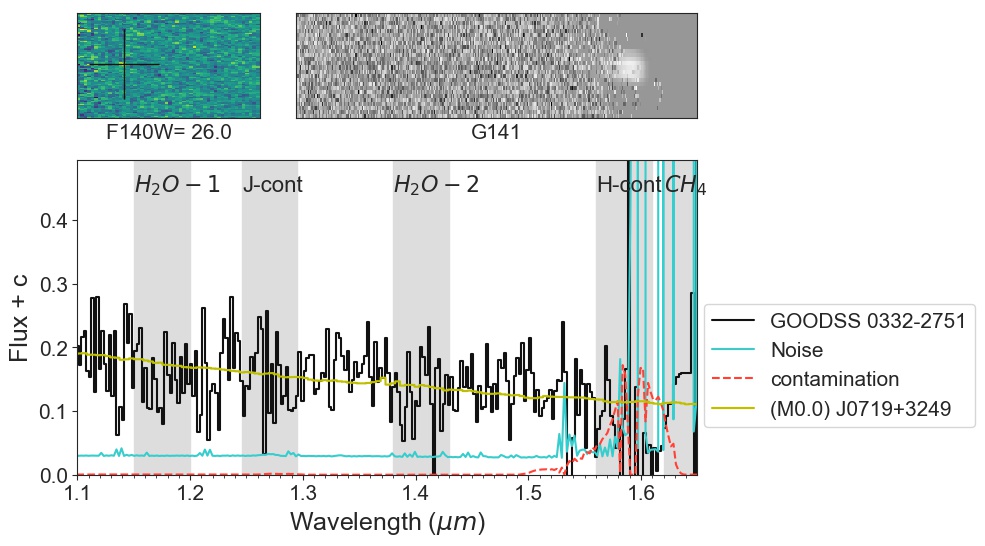 F140W= 26.0
G141
H₂O − 1
J-cont
H₂O − 2
H-cont
CH₄
Flux + c
0.4
0.3
0.2
0.1
0.0
1.1
1.2
1.3
1.4
1.5
1.6
Wavelength (μm)
GOODSS 0332-2751
Noise
contamination
(M0.0) J0719+3249